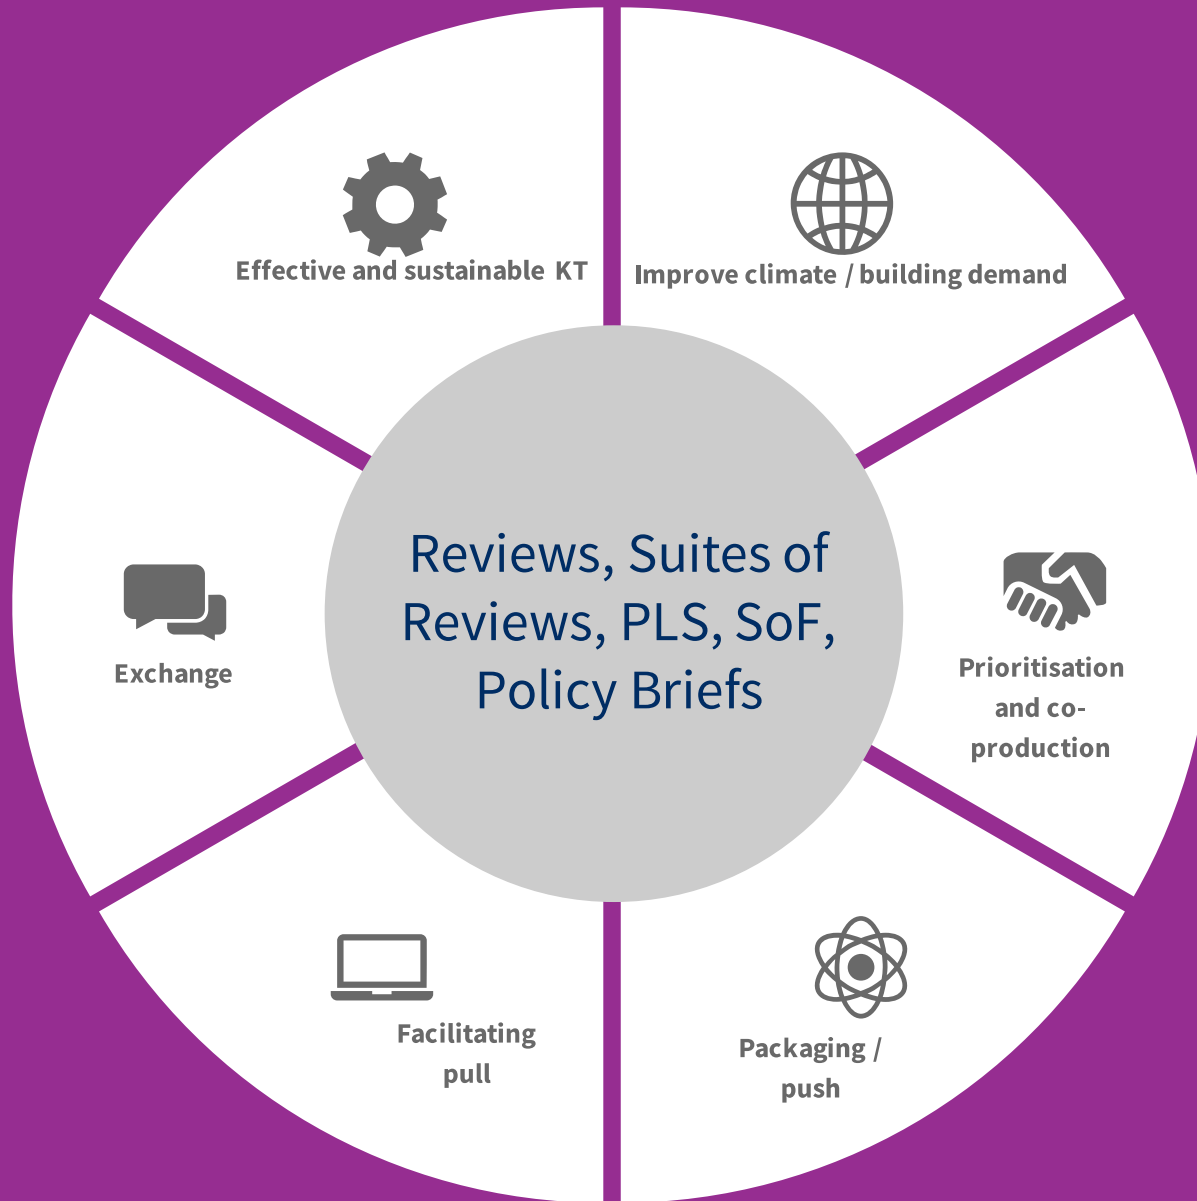 Effective and sustainable KT
Improve climate / building demand
Reviews, Suites of
Reviews, PLS, SoF,
Policy Briefs
Exchange
Prioritisation
and co-
production
Facilitating
pull
Packaging /
push